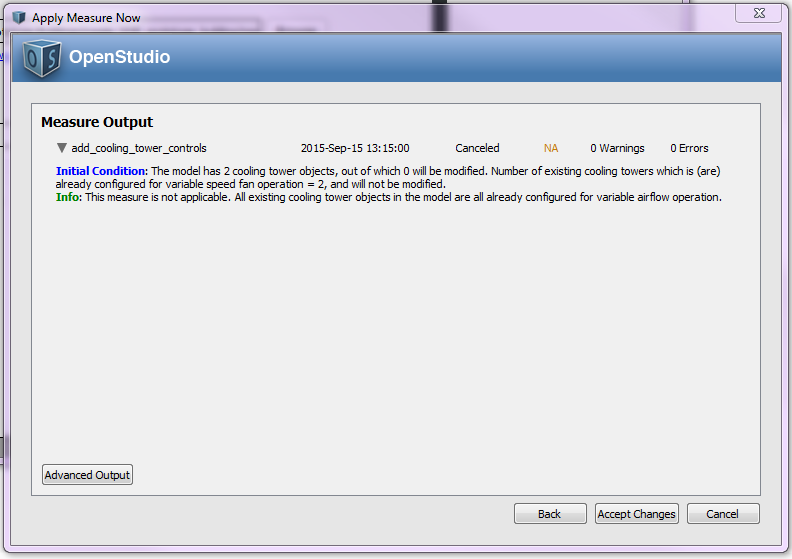 Apply Measure Now
OS OpenStudio
Measure Output
add_cooling_tower_controls 2015-Sep-15 13:15:00 Canceled NA 0 Warnings 0 Errors
Initial Condition: The model has 2 cooling tower objects, out of which 0 will be modified. Number of existing cooling towers which is (are)
already configured for variable speed fan operation = 2, and will not be modified.
Info: This measure is not applicable. All existing cooling tower objects in the model are all already configured for variable airflow operation.
Advanced Output
Back Accept Changes Cancel